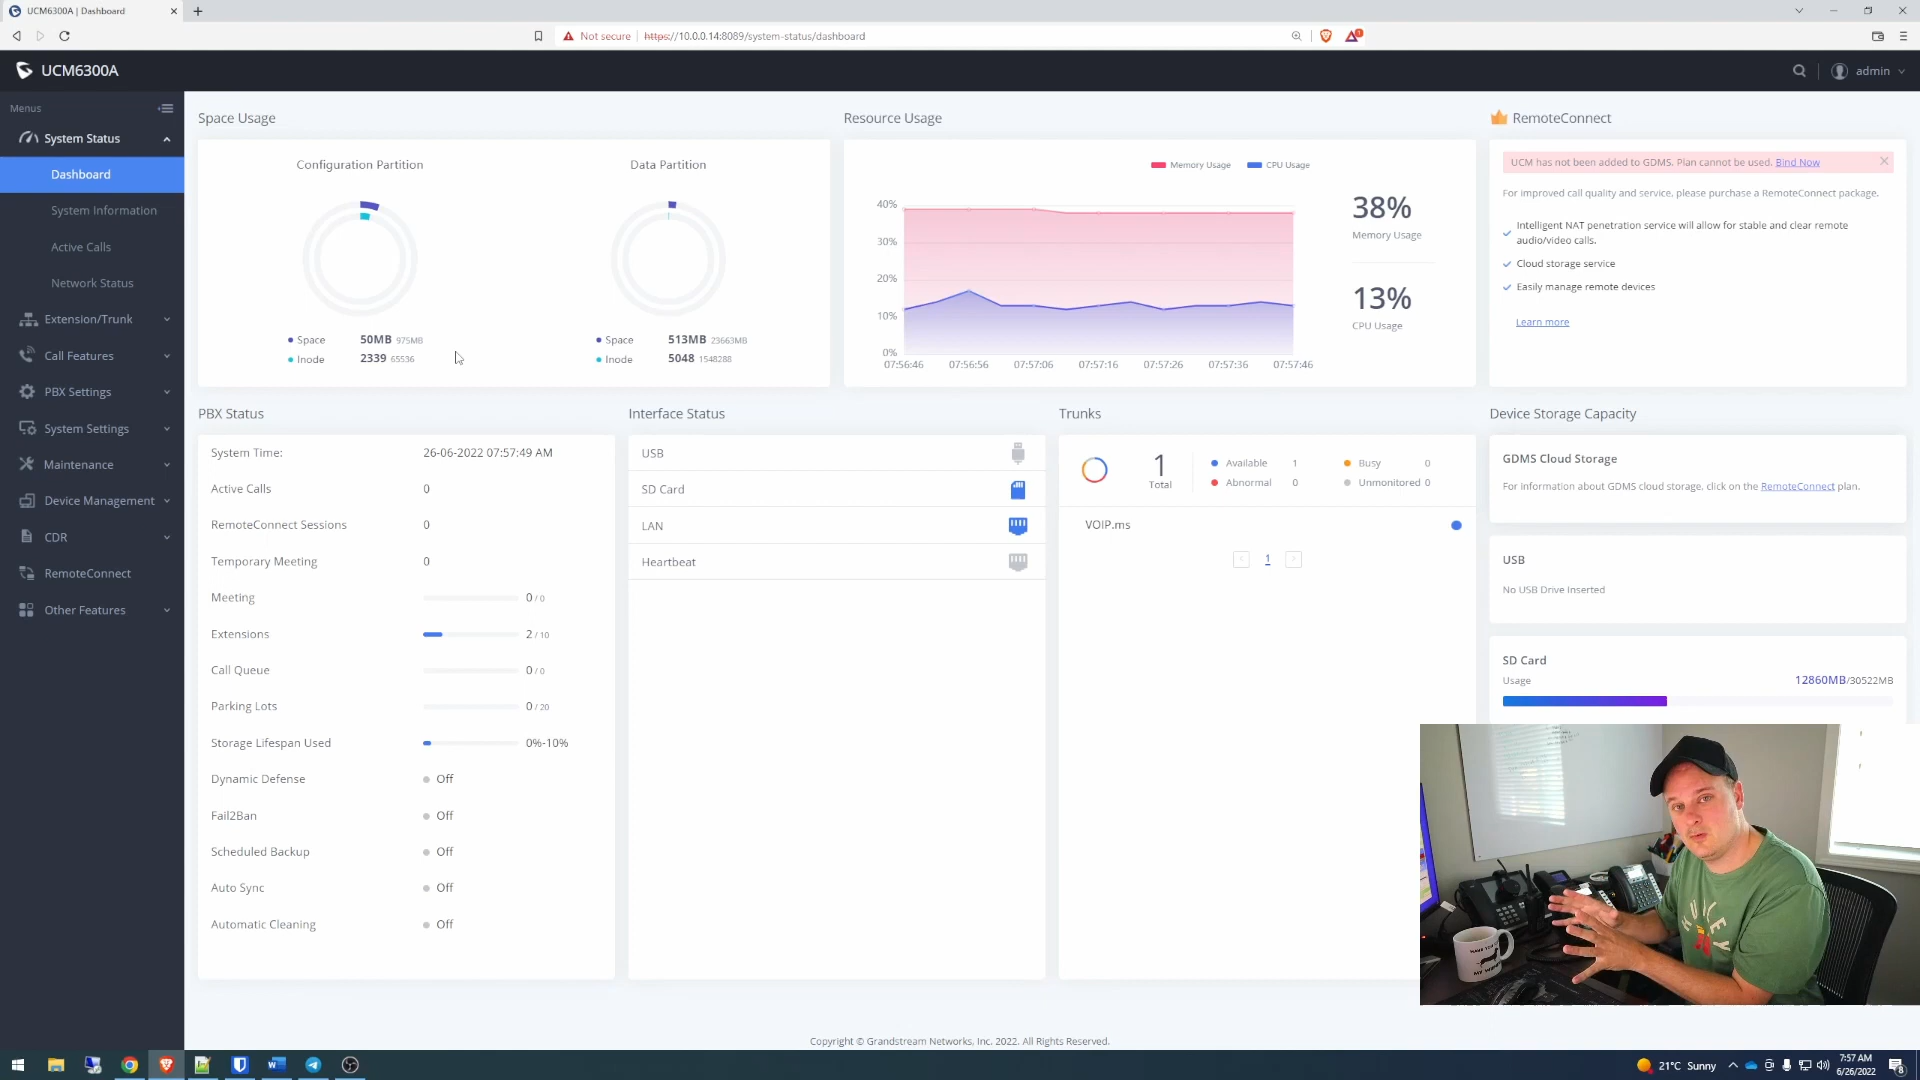 UCM6300A | Dashboard
Not secure https://10.0.0.14:8089/system-status/dashboard
UCM6300A
admin
Menus
System Status
Dashboard
System Information
Active Calls
Network Status
Extension/Trunk
Call Features
PBX Settings
System Settings
Maintenance
Device Management
CDR
RemoteConnect
Other Features
Space Usage
Configuration Partition
Space 50MB 975MB
Inode 2339 65536
Data Partition
Space 513MB 23663MB
Inode 5048 1548288
Resource Usage
Memory Usage CPU Usage
40%
30%
20%
10%
0%
07:56:46 07:56:56 07:57:06 07:57:16 07:57:26 07:57:36 07:57:46
38%
Memory Usage
13%
CPU Usage
RemoteConnect
UCM has not been added to GDMS. Plan cannot be used. Bind Now
For improved call quality and service, please purchase a RemoteConnect package.
Intelligent NAT penetration service will allow for stable and clear remote
audio/video calls.
Cloud storage service
Easily manage remote devices
Learn more
PBX Status
System Time: 26-06-2022 07:57:49 AM
Active Calls 0
RemoteConnect Sessions 0
Temporary Meeting 0
Meeting 0 / 0
Extensions 2 / 10
Call Queue 0 / 0
Parking Lots 0 / 20
Storage Lifespan Used 0%-10%
Dynamic Defense Off
Fail2Ban Off
Scheduled Backup Off
Auto Sync Off
Automatic Cleaning Off
Interface Status
USB
SD Card
LAN
Heartbeat
Trunks
1
Total
Available 1 Busy 0
Abnormal 0 Unmonitored 0
VOIP.ms
1
Device Storage Capacity
GDMS Cloud Storage
For information about GDMS cloud storage, click on the RemoteConnect plan.
USB
No USB Drive Inserted
SD Card
Usage 12860MB/30522MB
Copyright © Grandstream Networks, Inc. 2022. All Rights Reserved.
21°C Sunny
7:57 AM
6/26/2022